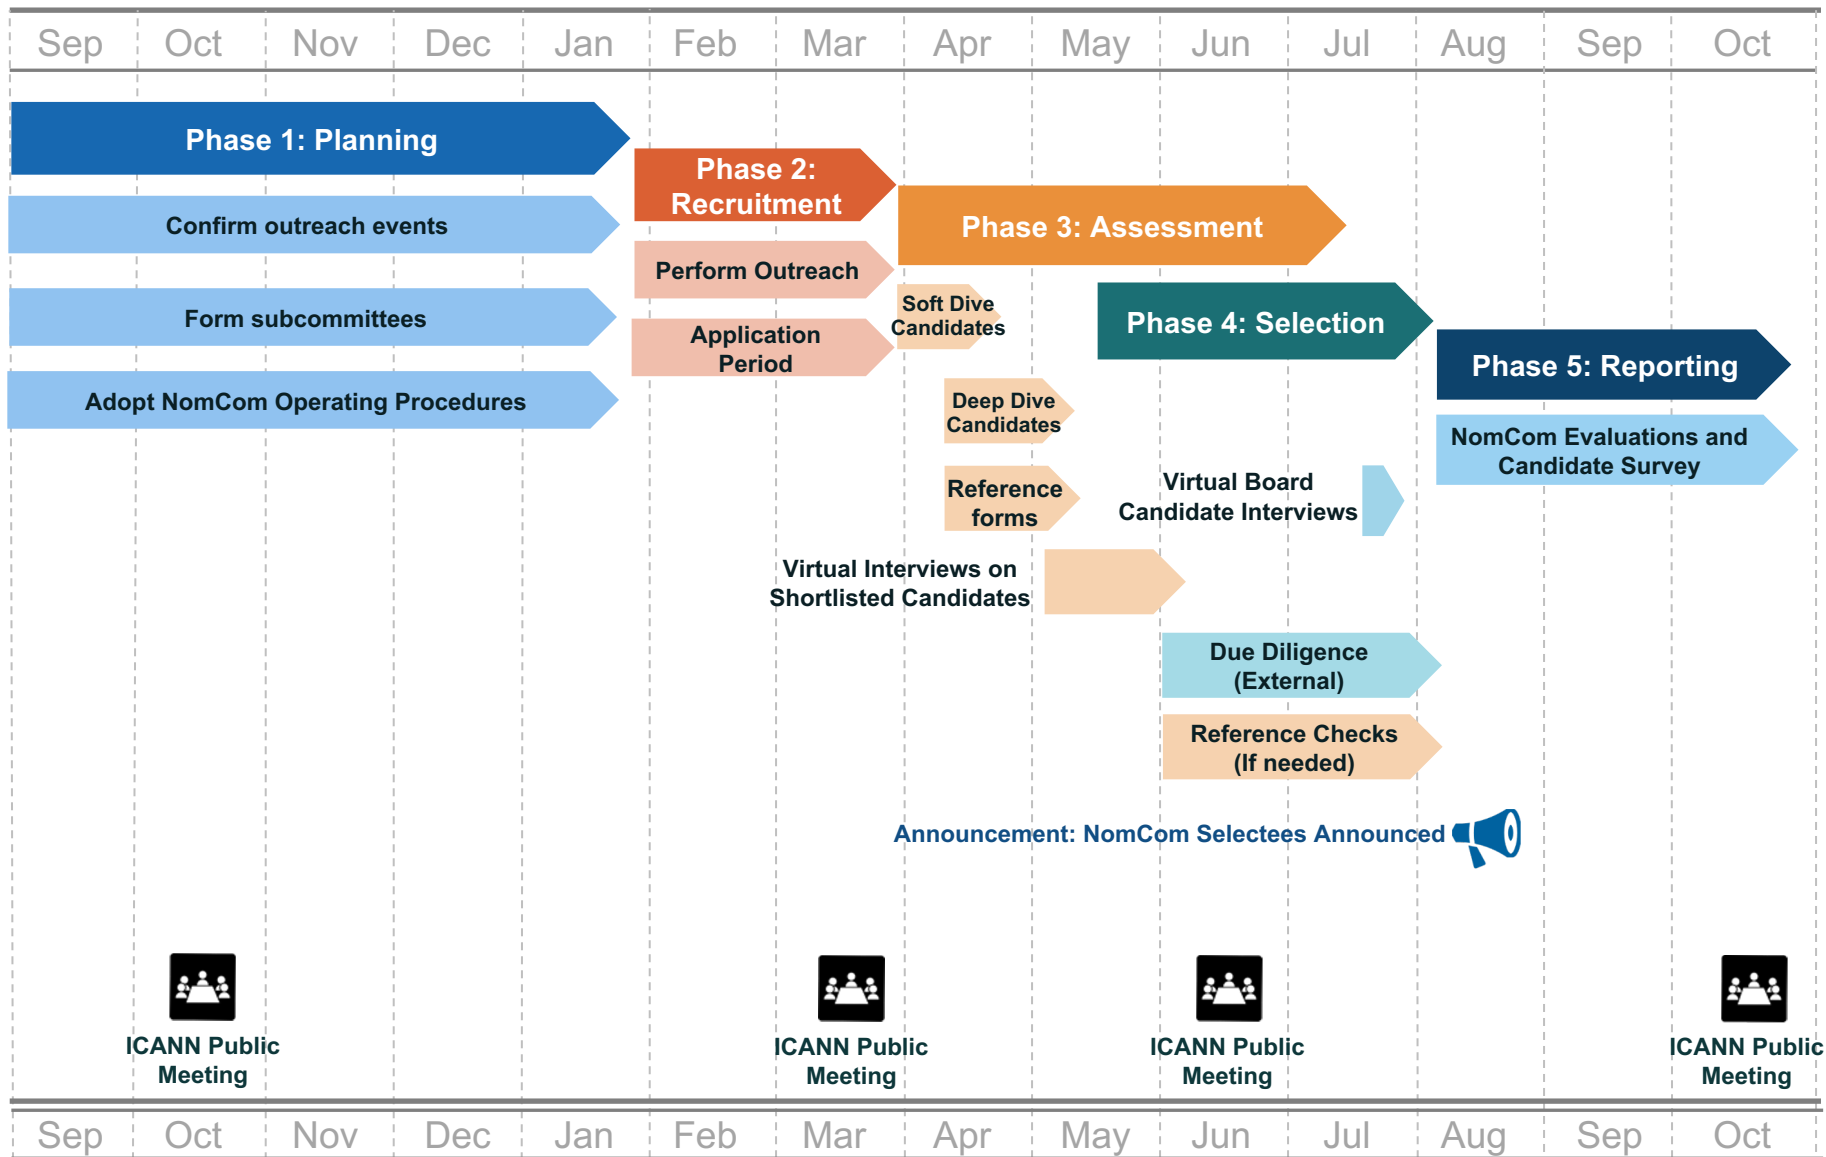 Sep Oct Nov Dec Jan Feb Mar Apr May Jun Jul Aug Sep Oct
Phase 1: Planning
Phase 2:
Recruitment
Phase 3: Assessment
Confirm outreach events
Perform Outreach
Soft Dive
Candidates
Form subcommittees
Phase 4: Selection
Application
Period
Phase 5: Reporting
Adopt NomCom Operating Procedures
Deep Dive
Candidates
NomCom Evaluations and
Candidate Survey
Reference
forms
Virtual Board
Candidate Interviews
Virtual Interviews on
Shortlisted Candidates
Due Diligence
(External)
Reference Checks
(If needed)
Announcement: NomCom Selectees Announced
ICANN Public
Meeting
ICANN Public
Meeting
ICANN Public
Meeting
ICANN Public
Meeting
Sep Oct Nov Dec Jan Feb Mar Apr May Jun Jul Aug Sep Oct